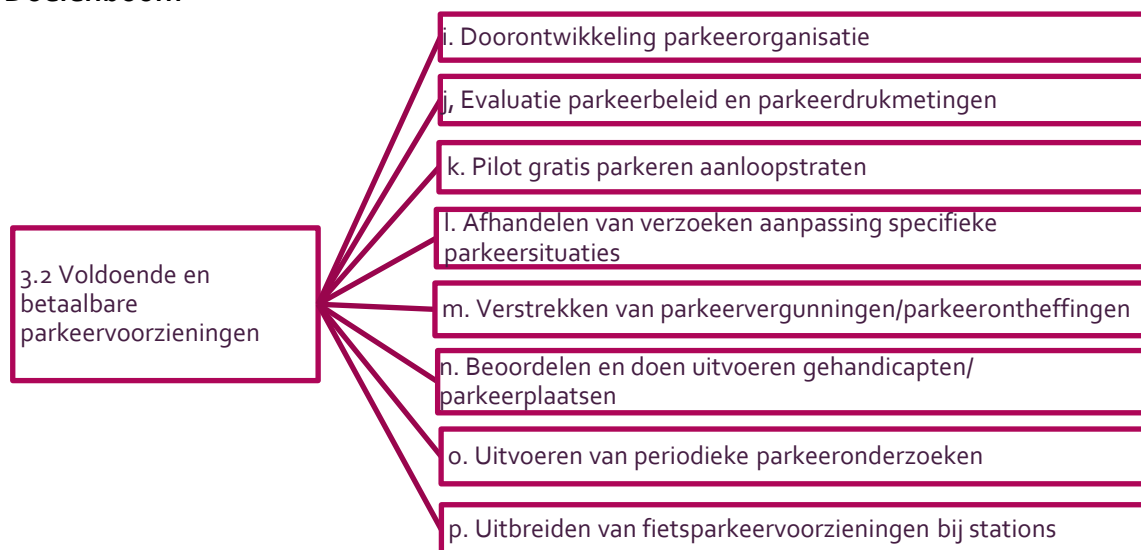 i. Doorontwikkeling parkeerorganisatie
j, Evaluatie parkeerbeleid en parkeerdrukmetingen
k. Pilot gratis parkeren aanloopstraten
l. Afhandelen van verzoeken aanpassing specifieke
parkeersituaties
3.2 Voldoende en
betaalbare
parkeervoorzieningen
m. Verstrekken van parkeervergunningen/parkeerontheffingen
n. Beoordelen en doen uitvoeren gehandicapten/
parkeerplaatsen
o. Uitvoeren van periodieke parkeeronderzoeken
p. Uitbreiden van fietsparkeervoorzieningen bij stations